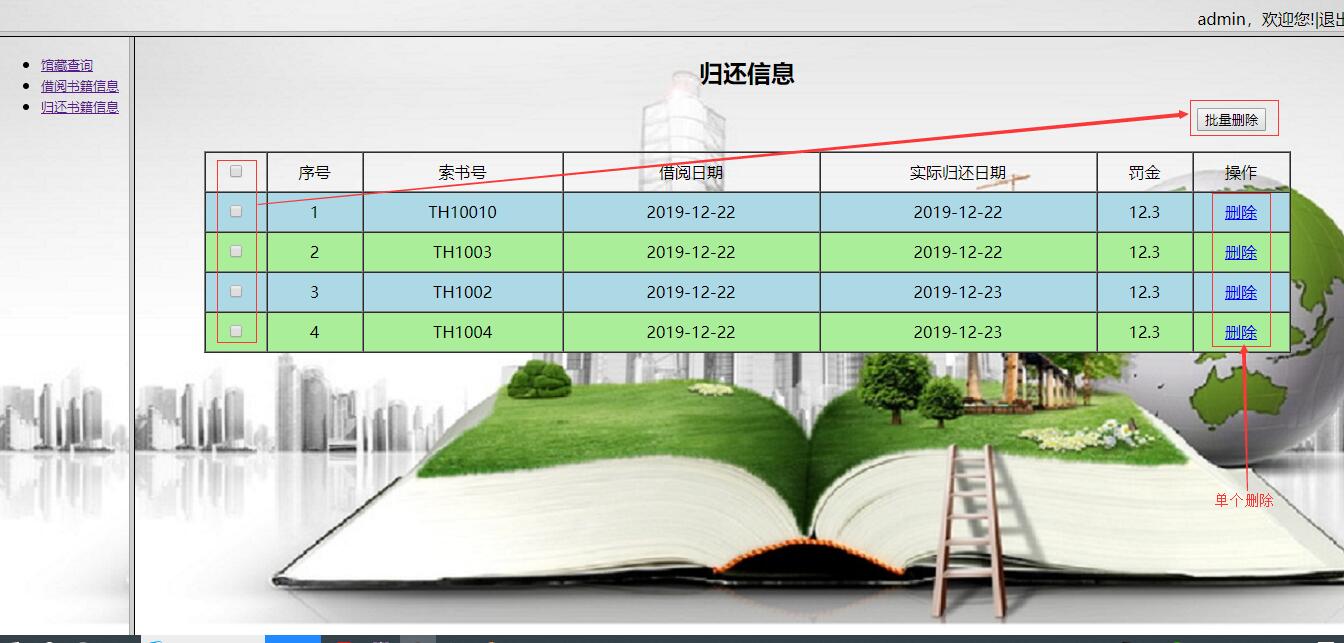 admin，欢迎您!|退出
馆藏查询
借阅书籍信息
归还书籍信息
归还信息
批量删除
序号 索书号 借阅日期 实际归还日期 罚金 操作
1 TH10010 2019-12-22 2019-12-22 12.3 删除
2 TH1003 2019-12-22 2019-12-22 12.3 删除
3 TH1002 2019-12-22 2019-12-23 12.3 删除
4 TH1004 2019-12-22 2019-12-23 12.3 删除
单个删除